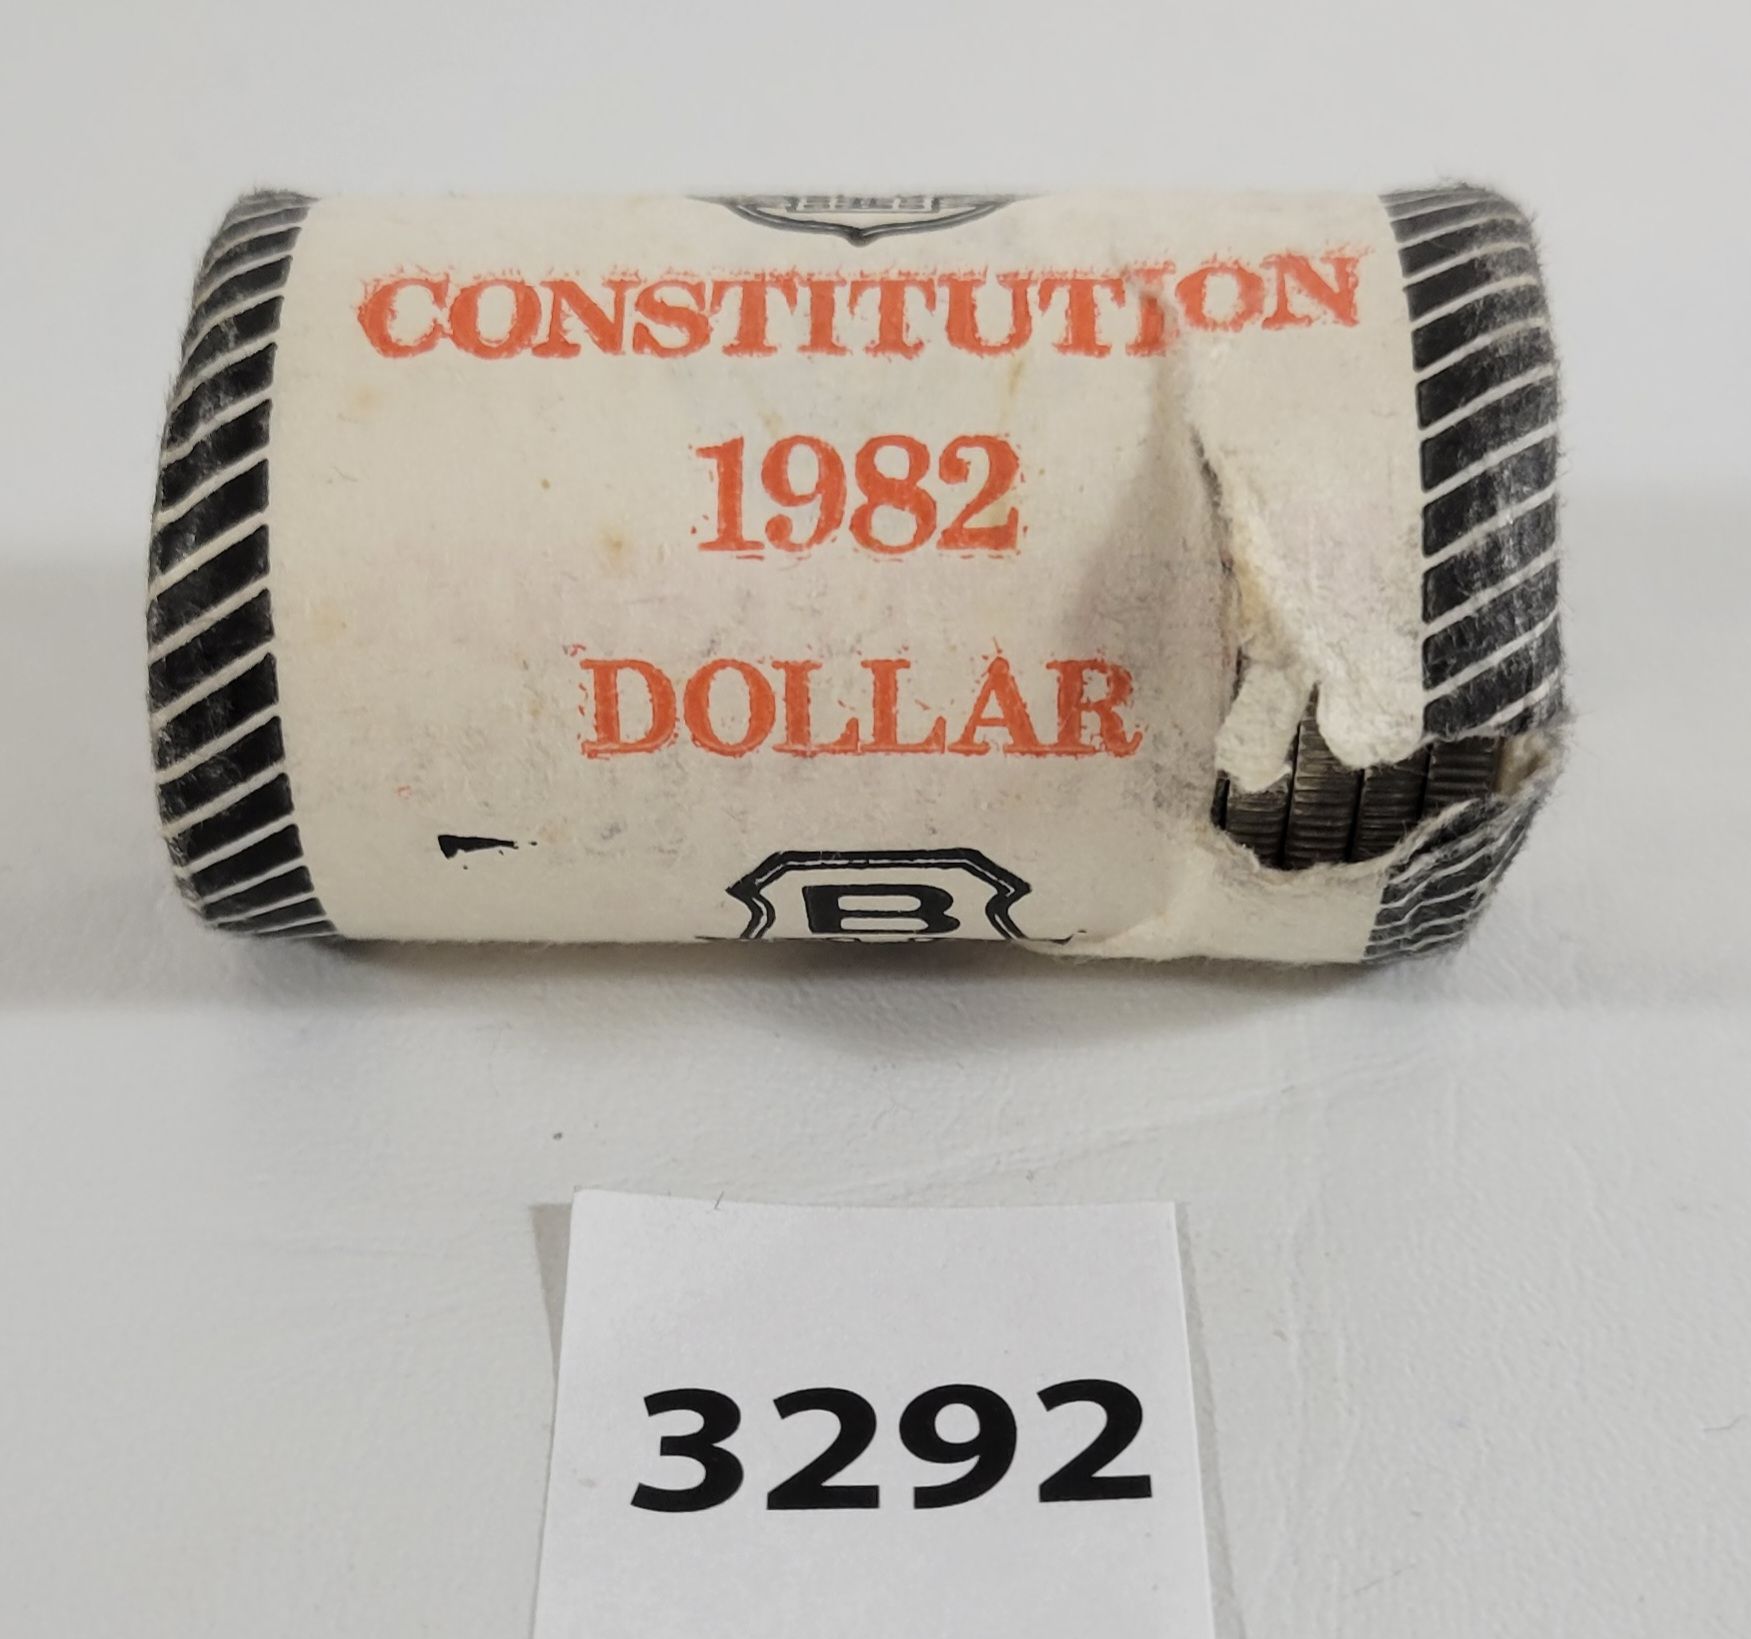 CONSTITUTION
1982
DOLLAR
B
3292